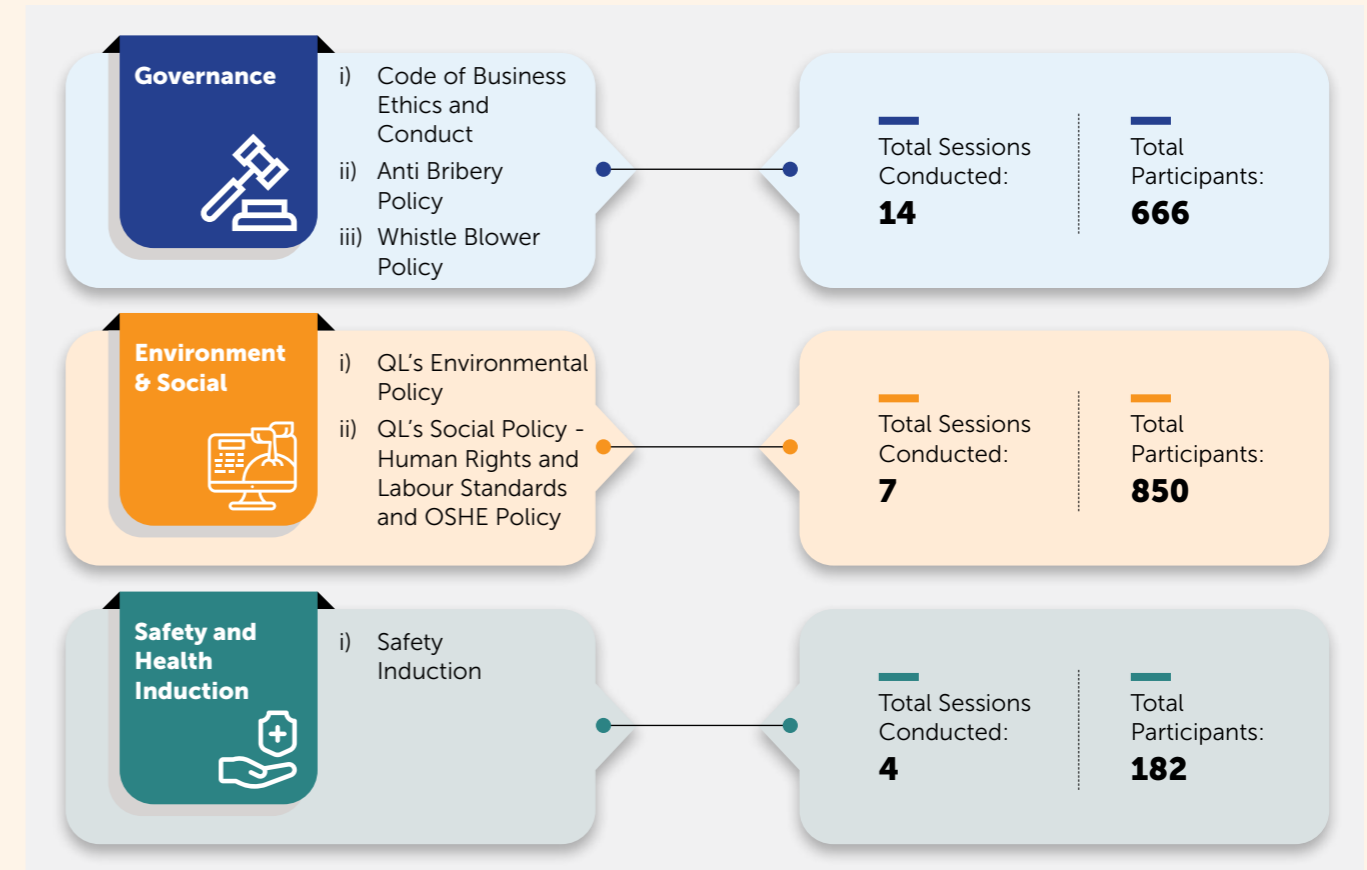 Governance
i) Code of Business
Ethics and
Conduct
ii) Anti Bribery
Policy
iii) Whistle Blower
Policy
Total Sessions
Conducted:
14
Total
Participants:
666
Environment
& Social
i) QL’s Environmental
Policy
ii) QL’s Social Policy -
Human Rights and
Labour Standards
and OSHE Policy
Total Sessions
Conducted:
7
Total
Participants:
850
Safety and
Health
Induction
i) Safety
Induction
Total Sessions
Conducted:
4
Total
Participants:
182